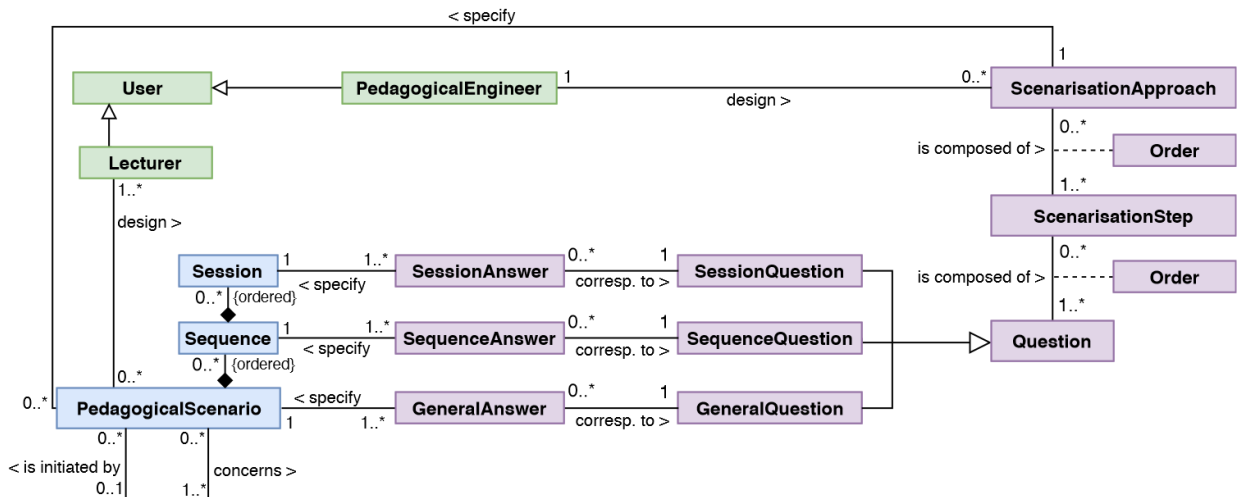 < specify
User
PedagogicalEngineer
1
design >
0..*
1
ScenarisationApproach
0..*
is composed of >
Order
1..*
Lecturer
1..*
design >
ScenarisationStep
0..*
is composed of >
Order
1..*
Session
1
< specify
1..*
SessionAnswer
0..*
corresp. to >
1
SessionQuestion
0..*
{ordered}
Sequence
1
< specify
1..*
SequenceAnswer
0..*
corresp. to >
1
SequenceQuestion
Question
0..*
{ordered}
0..*
0..*
PedagogicalScenario
< specify
1
1..*
GeneralAnswer
0..*
corresp. to >
1
GeneralQuestion
0..*
0..*
< is initiated by
concerns >
0..1
1..*